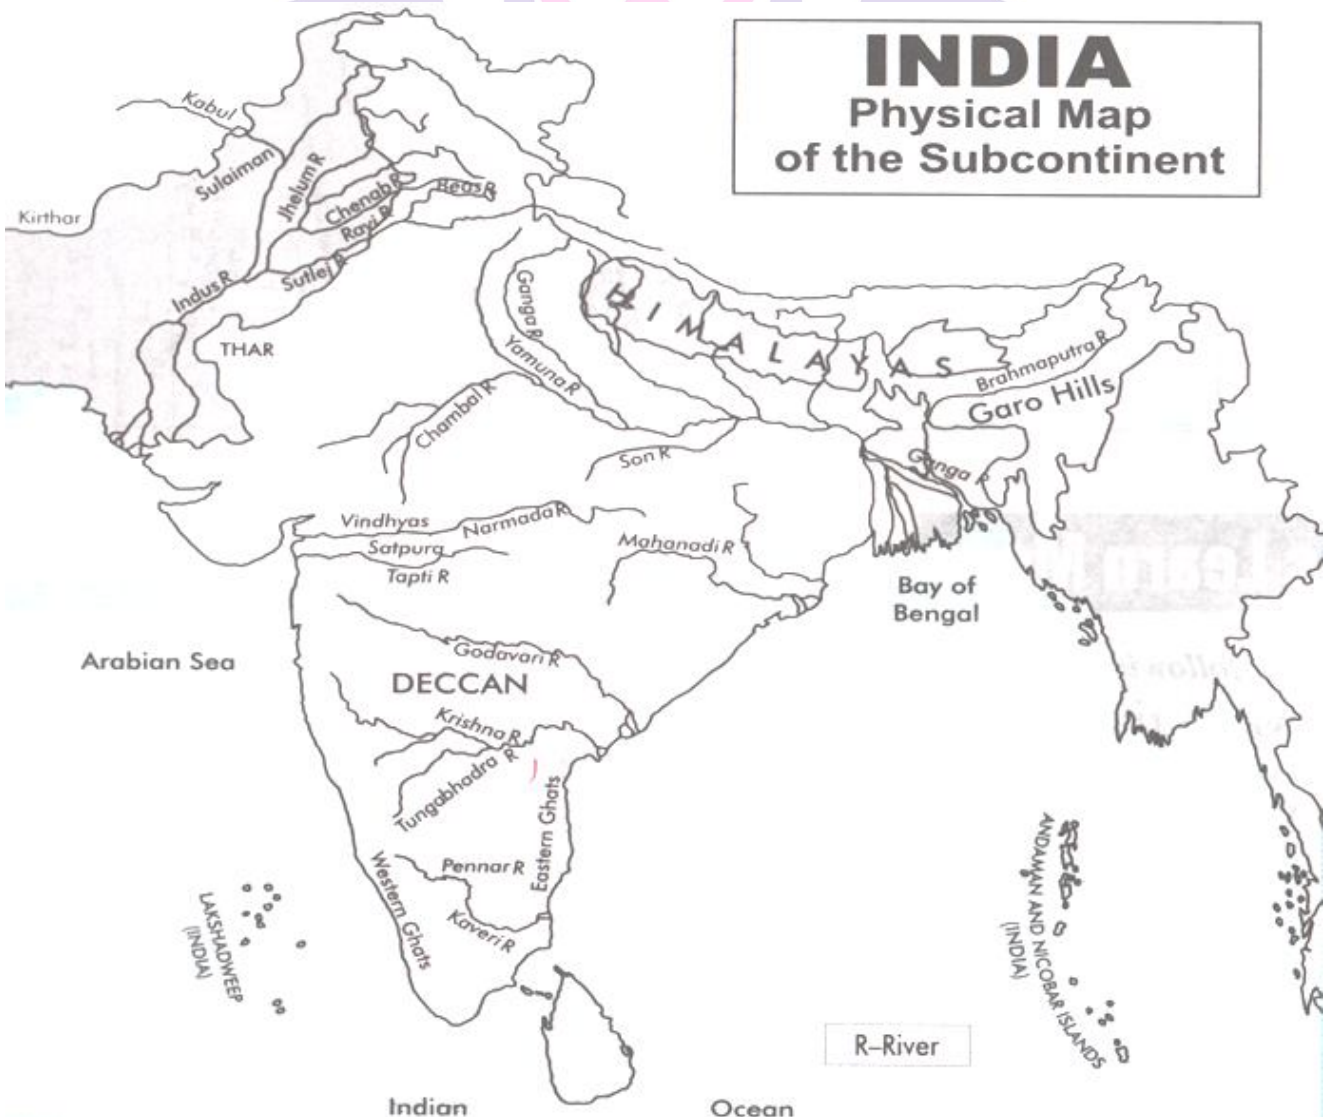 INDIA
Physical Map
of the Subcontinent
Kabul
Sulaiman
Jhelum R
Chenab R
Beas R
Ravi R
Kirthar
Sutlej R
Indus R
THAR
Ganga R
Yamuna R
HIMALAYAS
Brahmaputra R
Garo Hills
Chambal R
Son R
Ganga R
Vindhyas
Narmada R
Satpura
Tapti R
Mahanadi R
Bay of
Bengal
Arabian Sea
Godavari R
DECCAN
Krishna R
Tungabhadra R
Eastern Ghats
Western Ghats
Pennar R
Kaveri R
LAKSHADWEEP
(INDIA)
ANDAMAN AND NICOBAR ISLANDS
(INDIA)
R–River
Indian Ocean